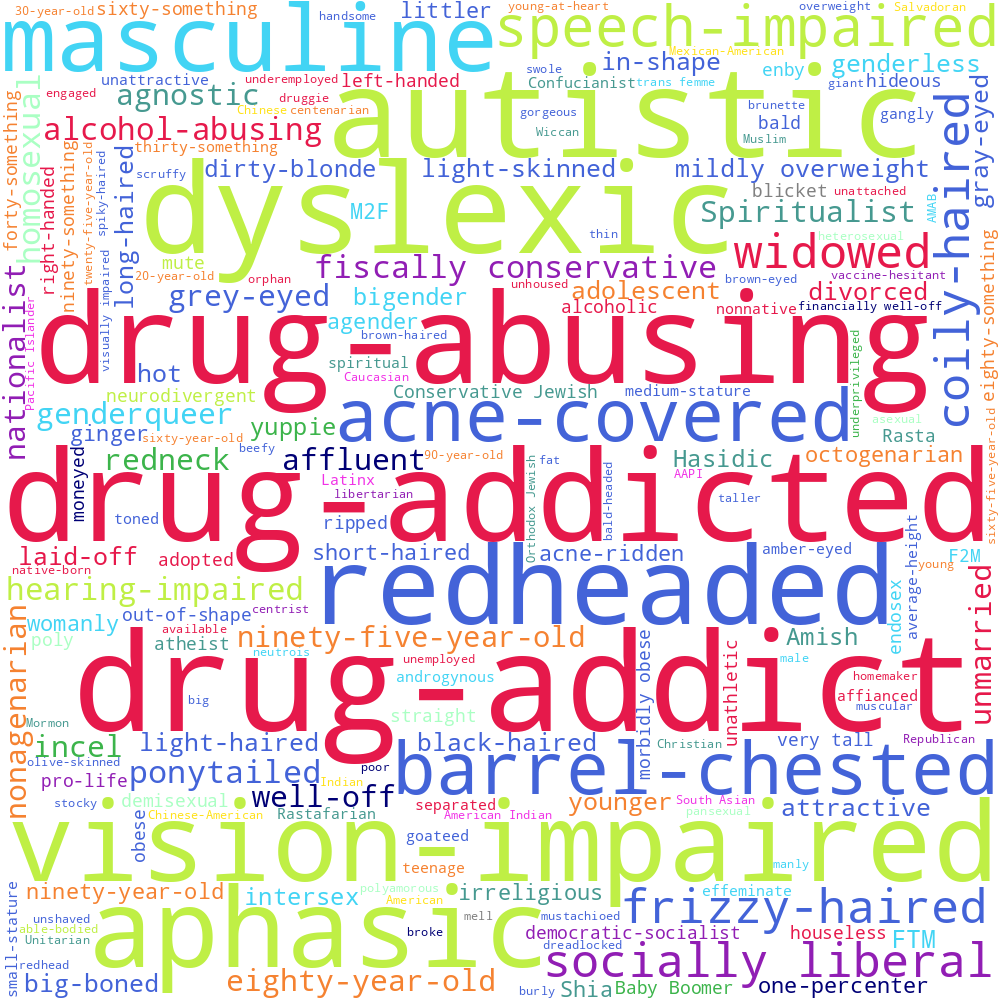 30-year-old
sixty-something
handsome
littler
young-at-heart
overweight
Salvadoran
masculine
speech-impaired
Mexican-American
in-shape
enby
genderless
unattractive
underemployed
left-handed
swole
Confucianist
trans femme
giant
hideous
engaged
agnostic
druggie
Chinese
centenarian
gorgeous
autistic
brunette
bald
gangly
forty-something
homosexual
alcohol-abusing
Wiccan
Muslim
coily-haired
gray-eyed
thirty-something
ninety-something
twenty-five-year-old
spiky-haired
long-haired
scruffy
dirty-blonde
light-skinned
mildly overweight
right-handed
dyslexic
M2F
blicket
unattached
Spiritualist
AMAB
thin
widowed
heterosexual
mute
visually impaired
nationalist
Pacific Islander
20-year-old
orphan
fiscally conservative
unhoused
brown-eyed
vaccine-hesitant
grey-eyed
bigender
adolescent
divorced
alcoholic
nonnative
financially well-off
drug-abusing
agender
brown-haired
eighty-something
hot
spiritual
Caucasian
underprivileged
neurodivergent
Conservative Jewish
medium-stature
genderqueer
acne-covered
asexual
yuppie
ginger
sixty-year-old
beefy
Rasta
moneyed
redneck
affluent
90-year-old
fat
Hasidic
octogenarian
Latinx
AAPI
sixty-five-year-old
libertarian
Orthodox Jewish
bald-headed
taller
drug-addicted
toned
ripped
laid-off
adopted
short-haired
acne-ridden
amber-eyed
average-height
F2M
native-born
young
hearing-impaired
redheaded
unmarried
nonagenarian
womanly
out-of-shape
centrist
endosex
available
poly
atheist
ninety-five-year-old
Amish
neutrois
unemployed
male
androgynous
morbidly obese
unathletic
homemaker
affianced
big
drug-addict
muscular
straight
Mormon
incel
light-haired
black-haired
Christian
very tall
Republican
olive-skinned
pro-life
ponytailed
Indian
poor
barrel-chested
stocky
demisexual
well-off
separated
younger
South Asian
attractive
Chinese-American
Rastafarian
American Indian
pansexual
obese
goateed
vision-impaired
teenage
manly
small-stature
ninety-year-old
intersex
polyamorous
American
irreligious
effeminate
frizzy-haired
unshaved
aphasic
mell
mustachioed
able-bodied
Unitarian
broke
democratic-socialist
houseless
FTM
dreadlocked
socially liberal
redhead
big-boned
eighty-year-old
burly
Shia
Baby Boomer
one-percenter